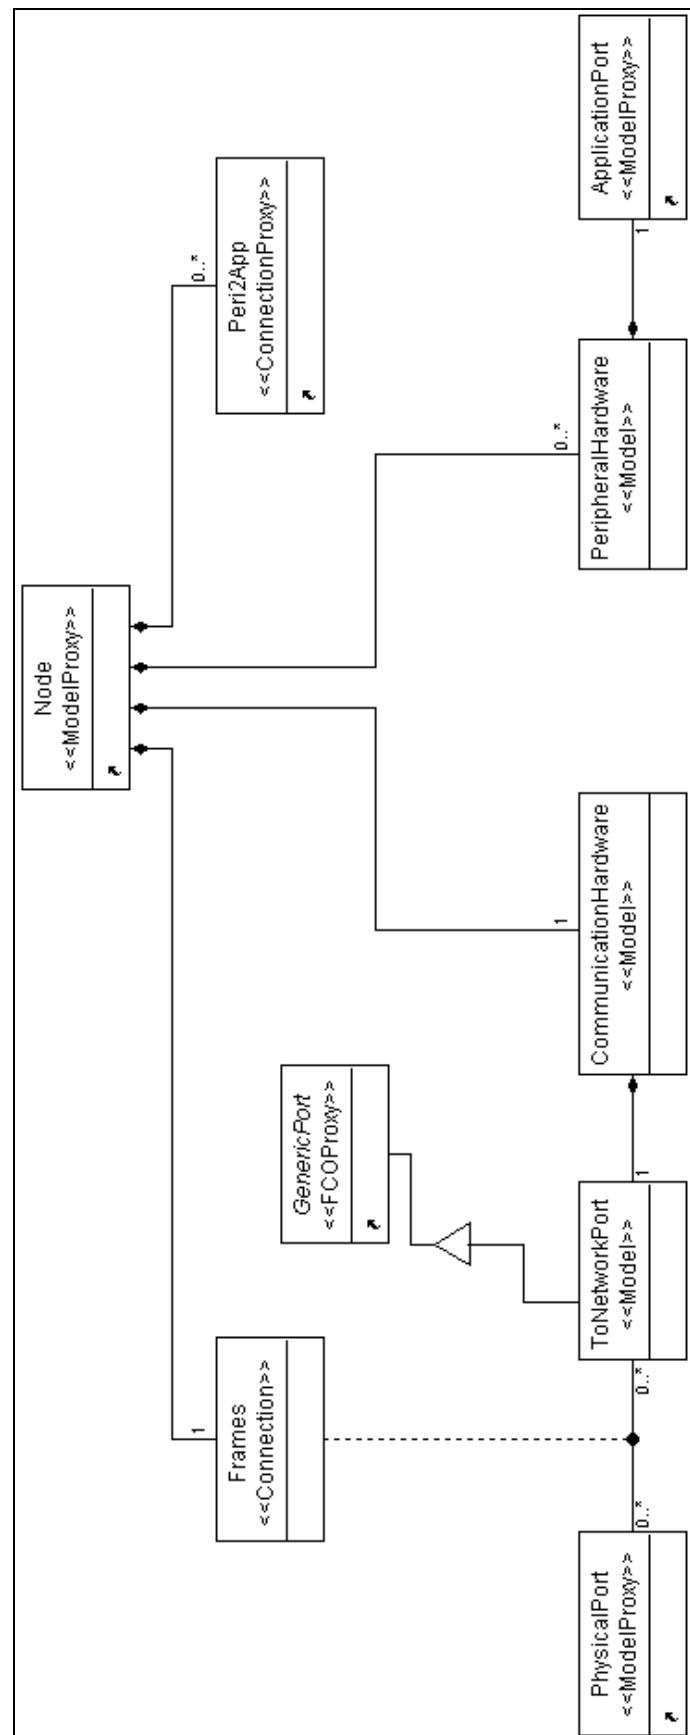 Node
<<ModelProxy>>
Frames
<<Connection>>
1
GenericPort
<<FCOProxy>>
Peri2App
<<ConnectionProxy>>
0..*
PhysicalPort
<<ModelProxy>>
0..*
ToNetworkPort
<<Model>>
0..*
1
CommunicationHardware
<<Model>>
1
PeripheralHardware
<<Model>>
0..*
ApplicationPort
<<ModelProxy>>
1